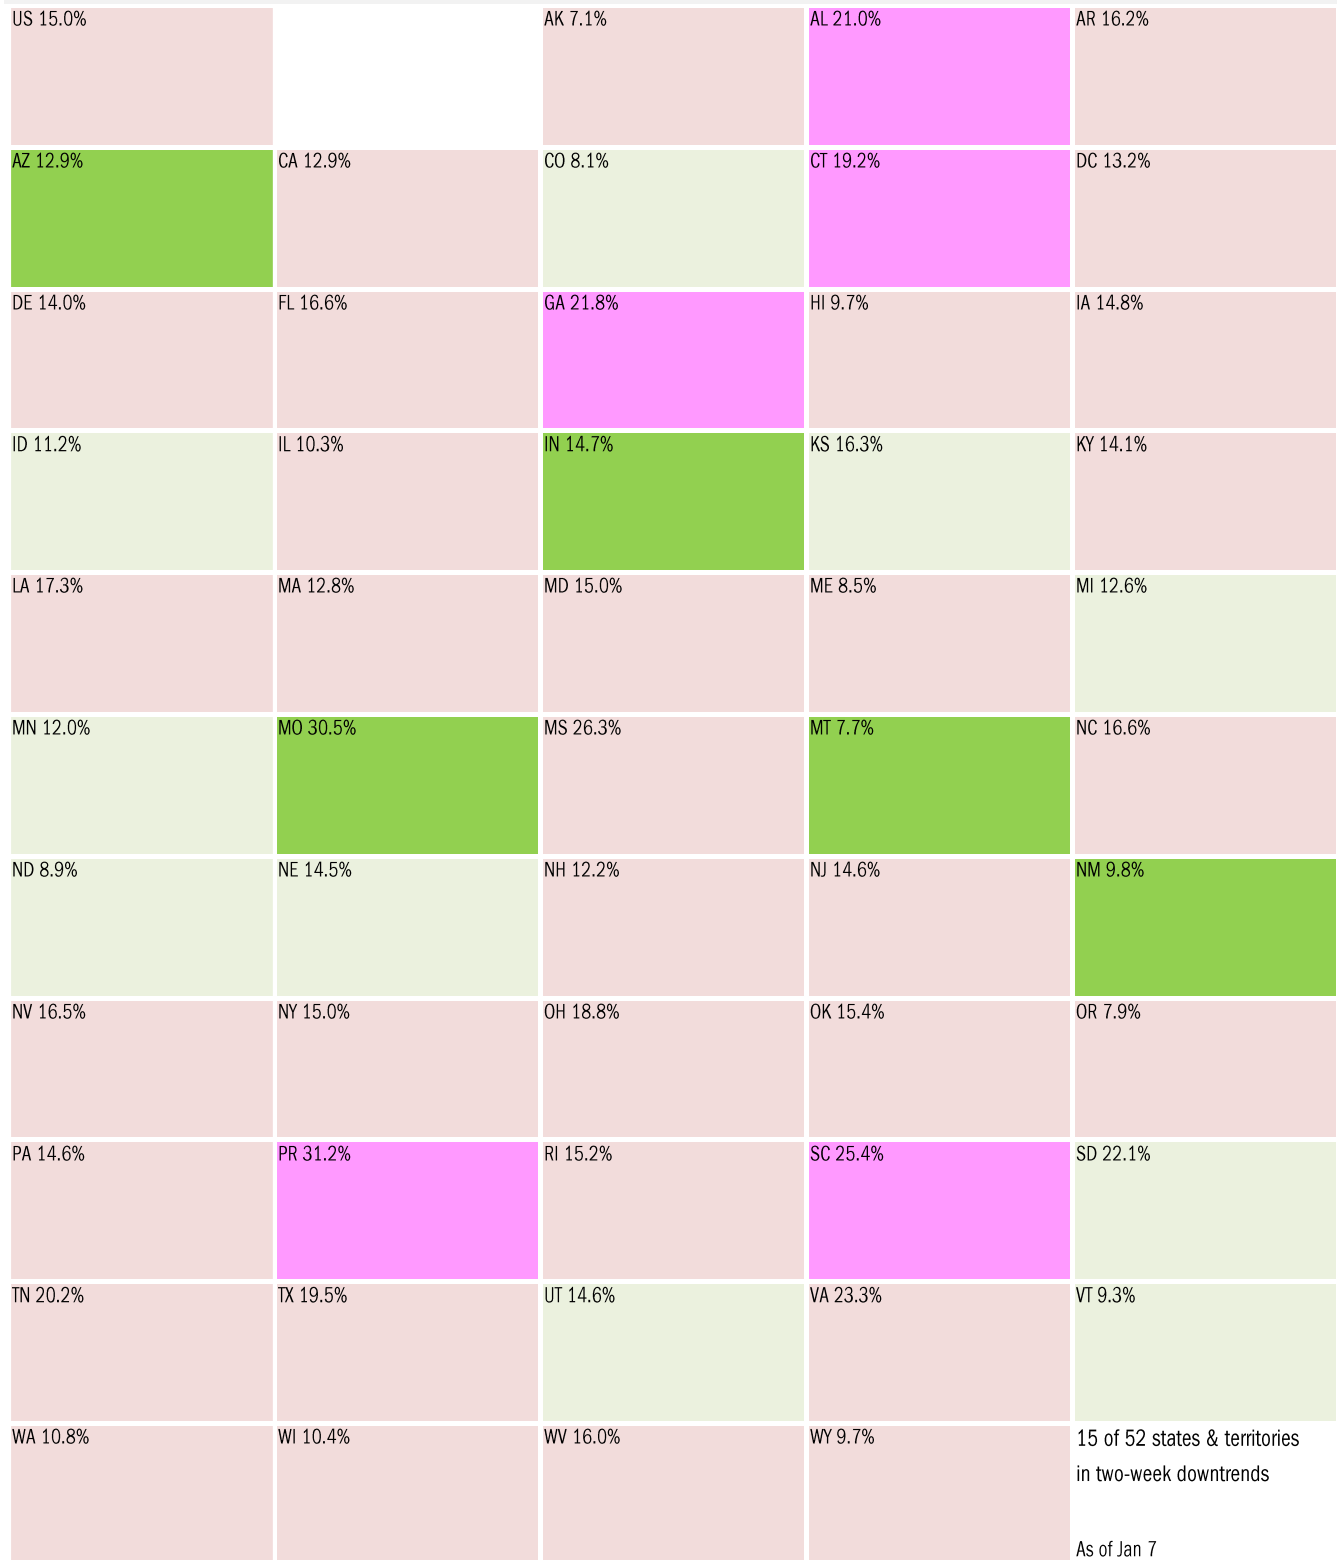 US 15.0%
AK 7.1%
AL 21.0%
AR 16.2%
AZ 12.9%
CA 12.9%
CO 8.1%
CT 19.2%
DC 13.2%
DE 14.0%
FL 16.6%
GA 21.8%
HI 9.7%
IA 14.8%
ID 11.2%
IL 10.3%
IN 14.7%
KS 16.3%
KY 14.1%
LA 17.3%
MA 12.8%
MD 15.0%
ME 8.5%
MI 12.6%
MN 12.0%
MO 30.5%
MS 26.3%
MT 7.7%
NC 16.6%
ND 8.9%
NE 14.5%
NH 12.2%
NJ 14.6%
NM 9.8%
NV 16.5%
NY 15.0%
OH 18.8%
OK 15.4%
OR 7.9%
PA 14.6%
PR 31.2%
RI 15.2%
SC 25.4%
SD 22.1%
TN 20.2%
TX 19.5%
UT 14.6%
VA 23.3%
VT 9.3%
WA 10.8%
WI 10.4%
WV 16.0%
WY 9.7%
15 of 52 states & territories
in two-week downtrends
As of Jan 7